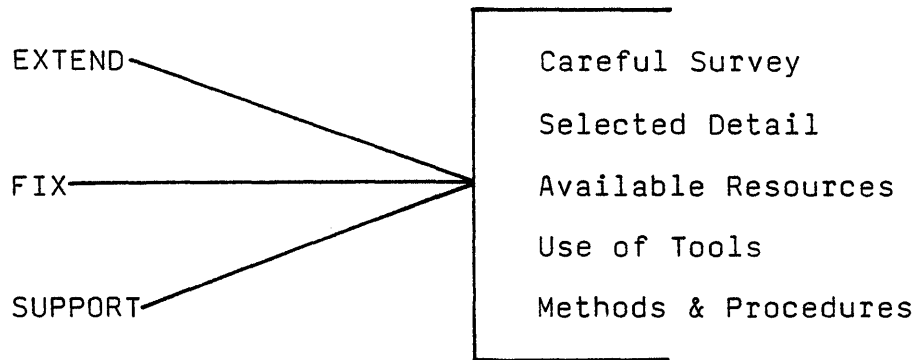 EXTEND
FIX
SUPPORT
Careful Survey
Selected Detail
Available Resources
Use of Tools
Methods & Procedures